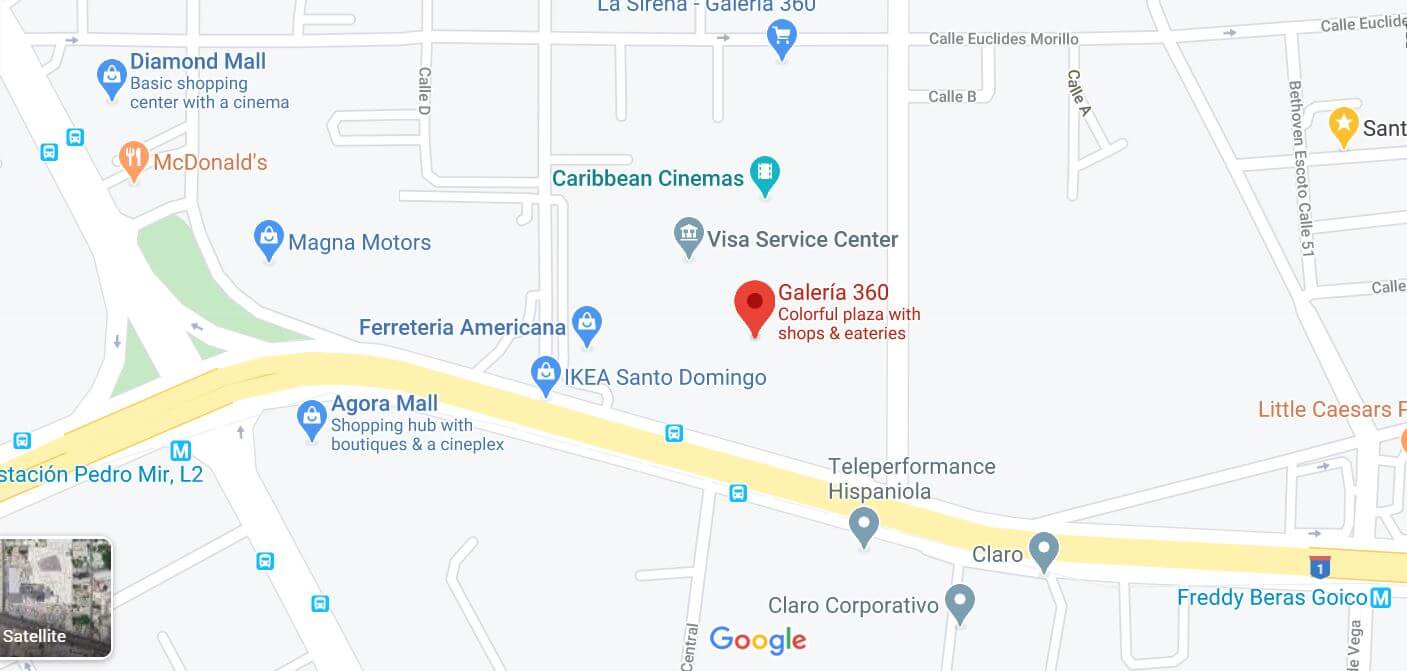 La Sirena - Galería 360
Calle Euclides Morillo
Calle Euclide
Diamond Mall
Basic shopping
center with a cinema
Calle D
Calle B
Calle A
Bethoven Escoto Calle 51
Sant
McDonald's
Caribbean Cinemas
Magna Motors
Visa Service Center
Galería 360
Colorful plaza with
shops & eateries
Calle
Ferreteria Americana
IKEA Santo Domingo
Agora Mall
Shopping hub with
boutiques & a cineplex
Little Caesars P
M
stación Pedro Mir, L2
Teleperformance
Hispaniola
Claro
1
Freddy Beras Goico M
Claro Corporativo
Central
de Vega
Satellite
Google